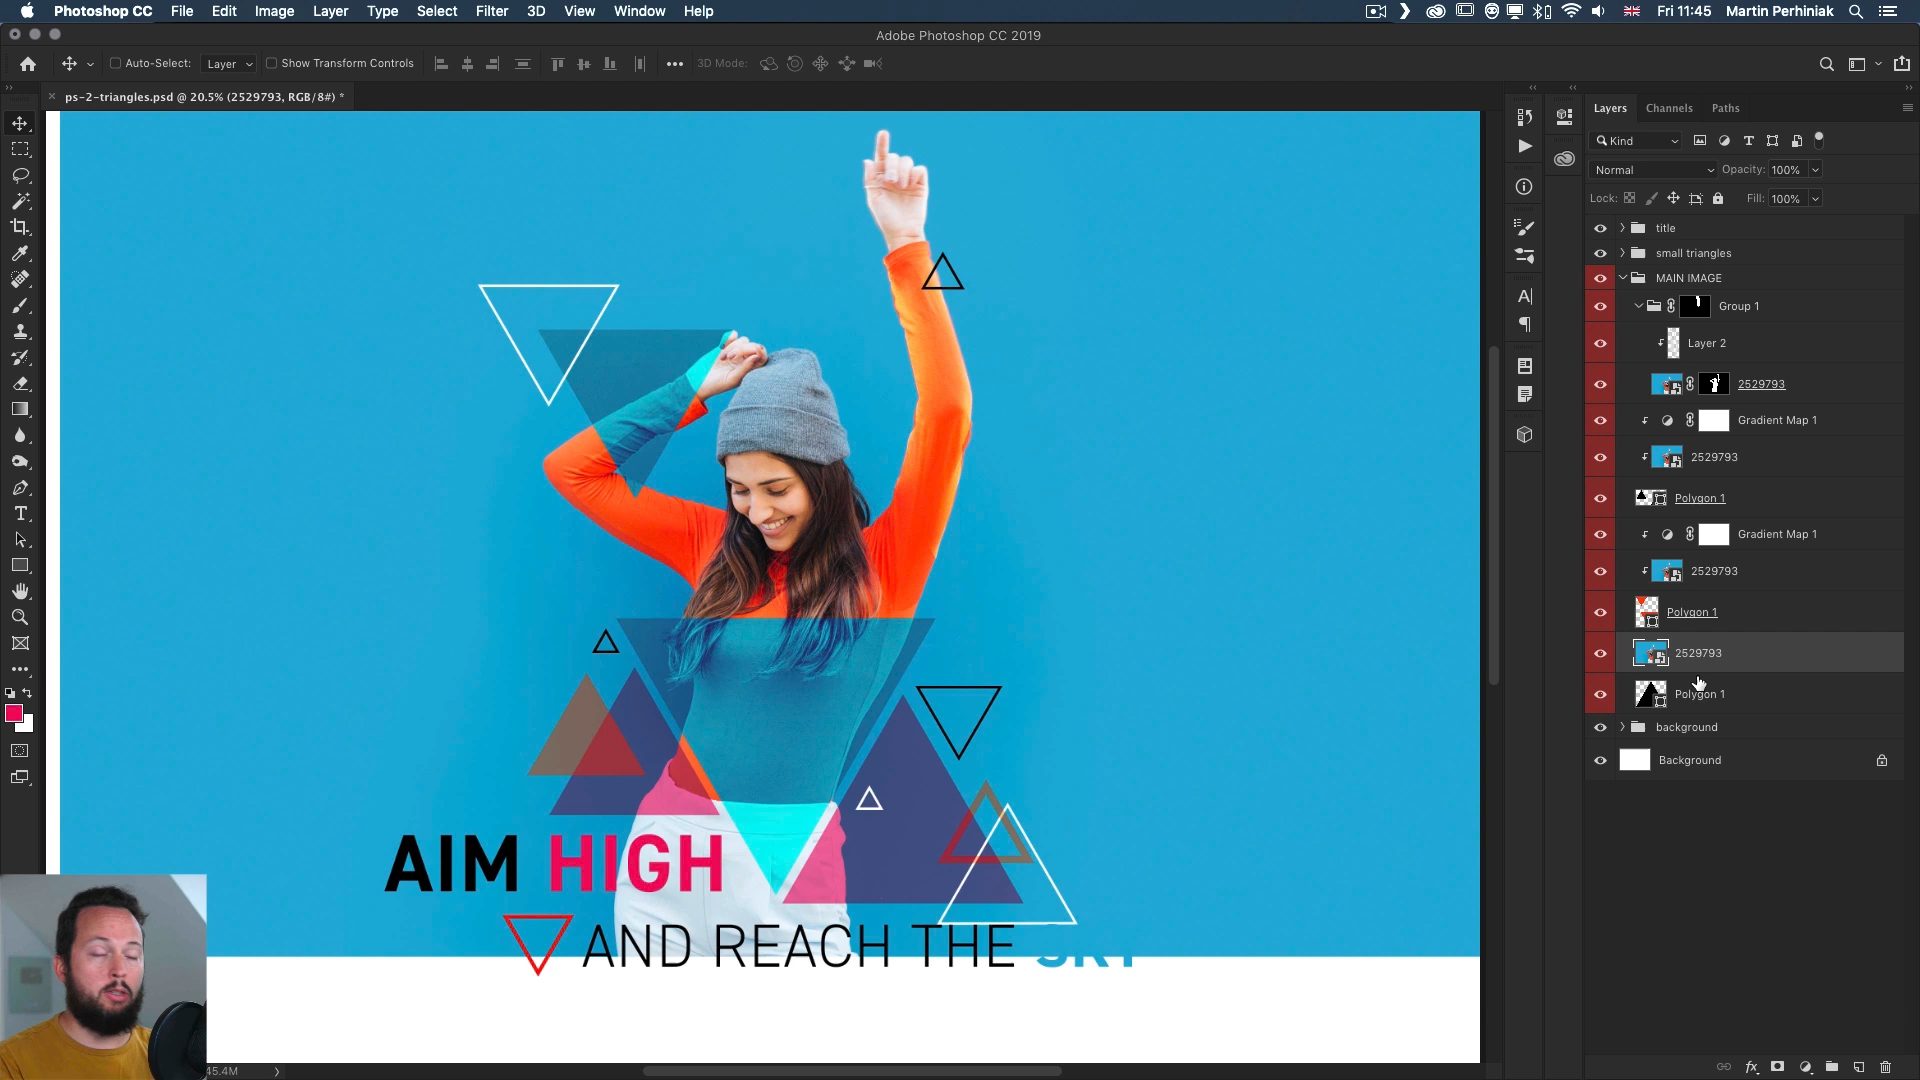 Photoshop CC File Edit Image Layer Type Select Filter 3D View Window Help Fri 11:45 Martin Perhiniak
Adobe Photoshop CC 2019
Auto-Select: Layer Show Transform Controls 3D Mode:
ps-2-triangles.psd @ 20.5% (2529793, RGB/8#) *
Layers Channels Paths
Kind
Normal Opacity: 100%
Lock: Fill: 100%
title
small triangles
MAIN IMAGE
Group 1
Layer 2
2529793
Gradient Map 1
2529793
Polygon 1
Gradient Map 1
2529793
Polygon 1
2529793
Polygon 1
background
Background
AIM HIGH
AND REACH THE SKY
45.4M